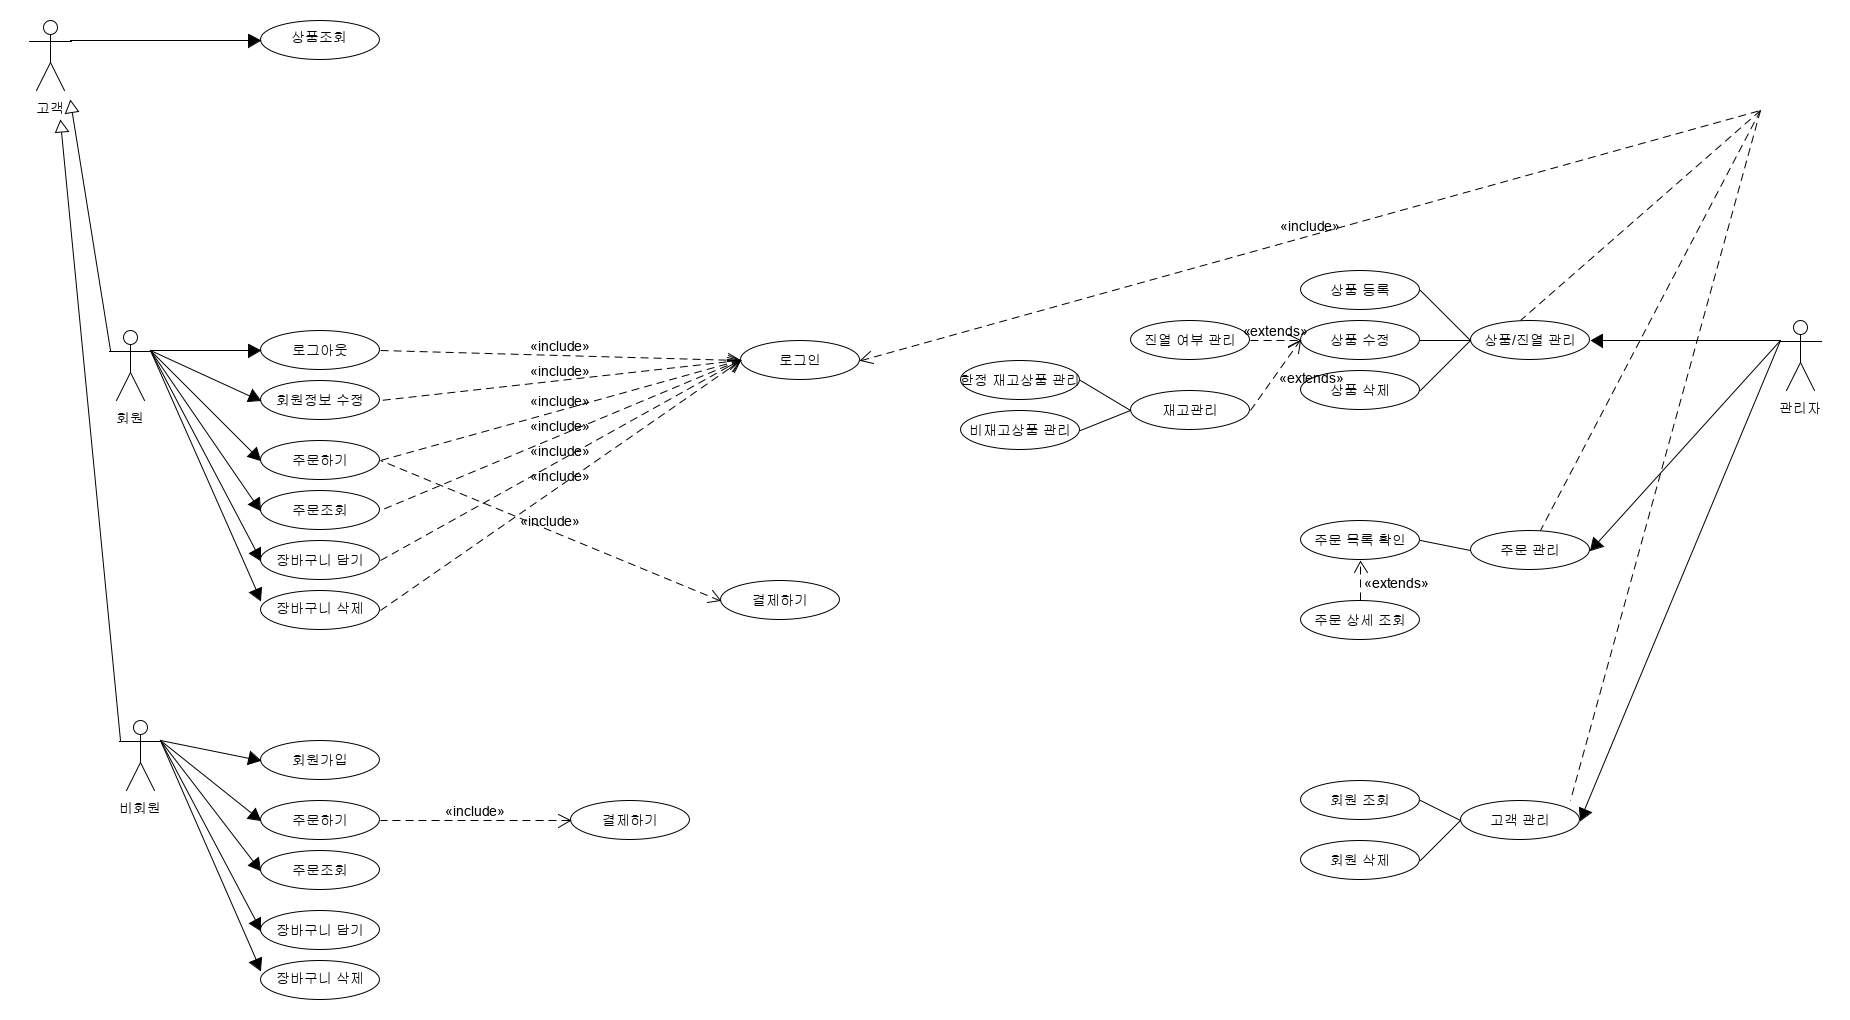 상품조회
고객
«include»
상품 등록
«extends»
진열 여부 관리
상품 수정
상품/진열 관리
로그아웃
«include»
로그인
회원
«include»
회원정보 수정
한정 재고상품 관리
«extends»
상품 삭제
관리자
«include»
재고관리
«include»
비재고상품 관리
주문하기
«include»
«include»
주문조회
«include»
주문 목록 확인
주문 관리
장바구니 담기
«extends»
장바구니 삭제
결제하기
주문 상세 조회
회원가입
비회원
«include»
주문하기
결제하기
회원 조회
고객 관리
주문조회
회원 삭제
장바구니 담기
장바구니 삭제